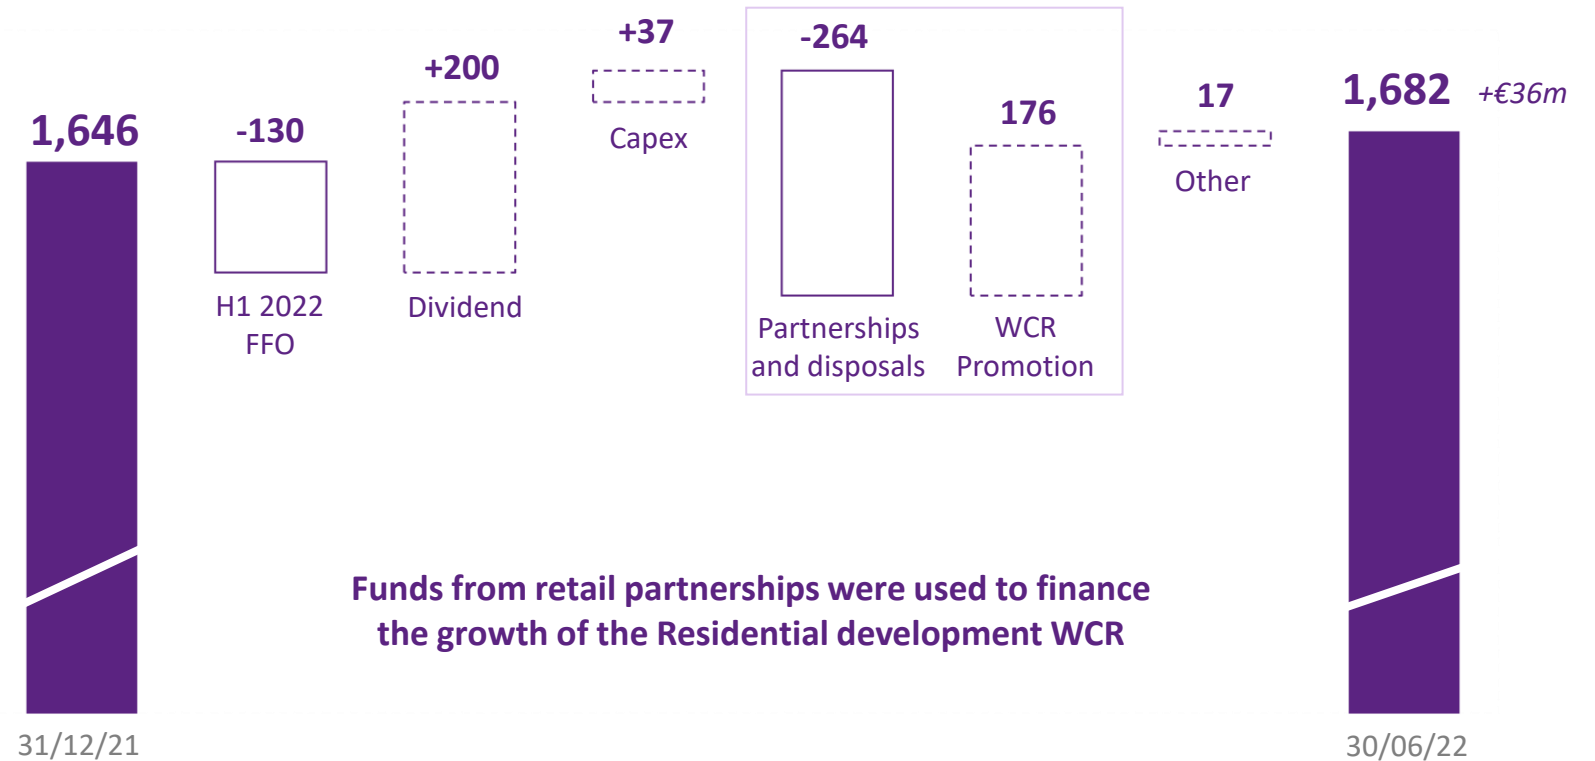 1,646
31/12/21
-130
H1 2022
FFO
+200
Dividend
+37
Capex
-264
Partnerships
and disposals
176
WCR
Promotion
17
Other
1,682 +€36m
30/06/22
Funds from retail partnerships were used to finance
the growth of the Residential development WCR